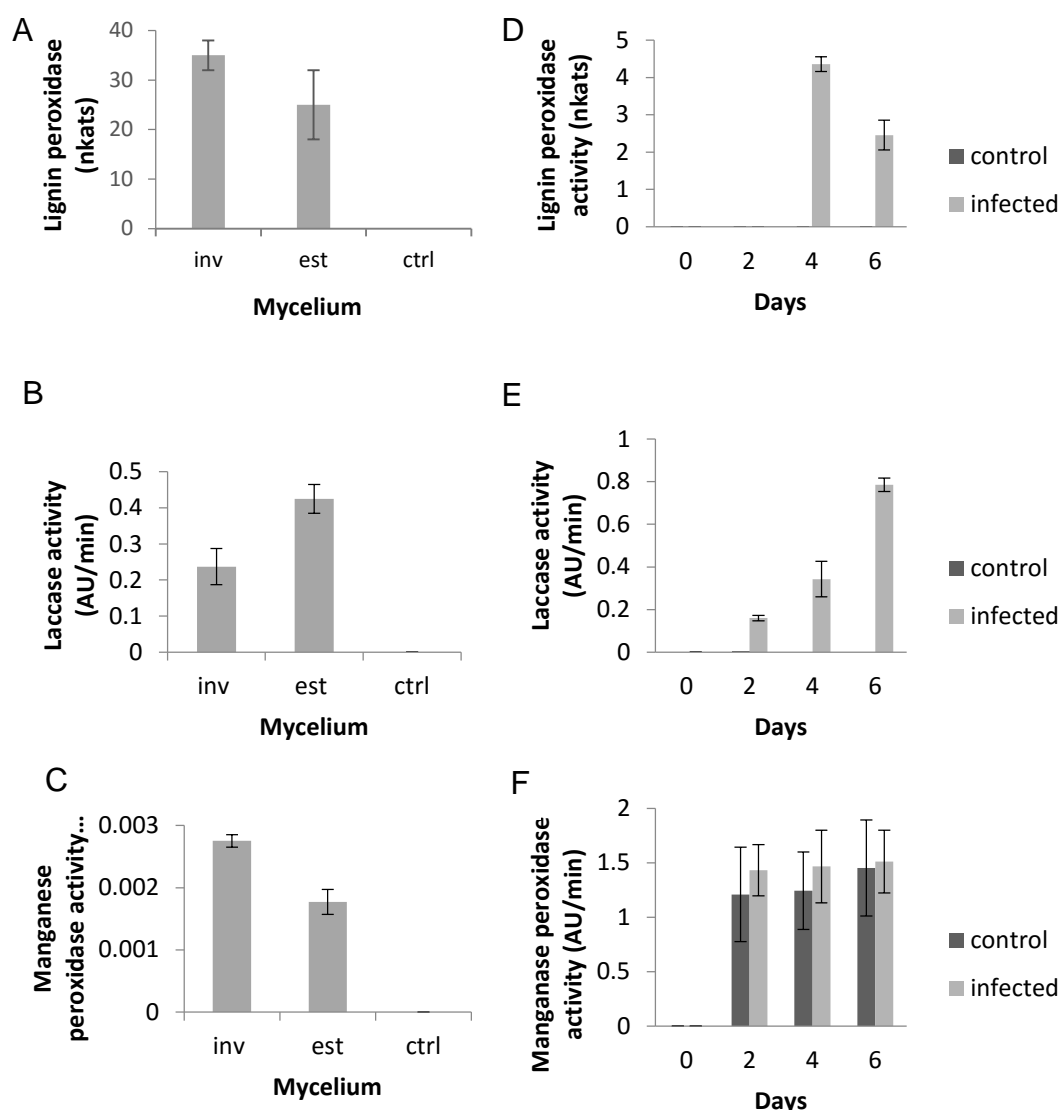 A
Lignin peroxidase
(nkats)
40
30
20
10
0
inv est ctrl
Mycelium
D
Lignin peroxidase
activity (nkats)
5
4
3
2
1
0
0 2 4 6
Days
control
infected
B
Laccase activity
(AU/min)
0.5
0.4
0.3
0.2
0.1
0
inv est ctrl
Mycelium
E
Laccase activity
(AU/min)
1
0.8
0.6
0.4
0.2
0
0 2 4 6
Days
control
infected
C
Manganese
peroxidase activity...
0.003
0.002
0.001
0
inv est ctrl
Mycelium
F
Manganase peroxidase
activity (AU/min)
2
1.5
1
0.5
0
0 2 4 6
Days
control
infected